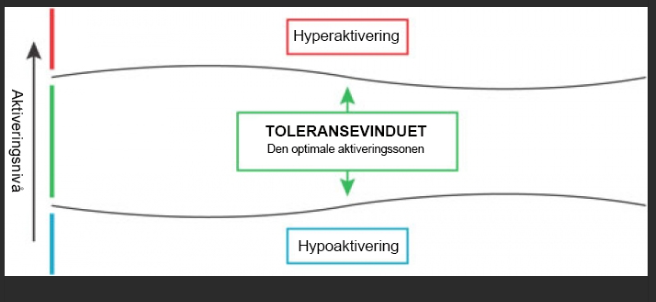 Hyperaktivering
Aktiveringsnivå
TOLERANSEVINDUET
Den optimale aktiveringssonen
Hypoaktivering